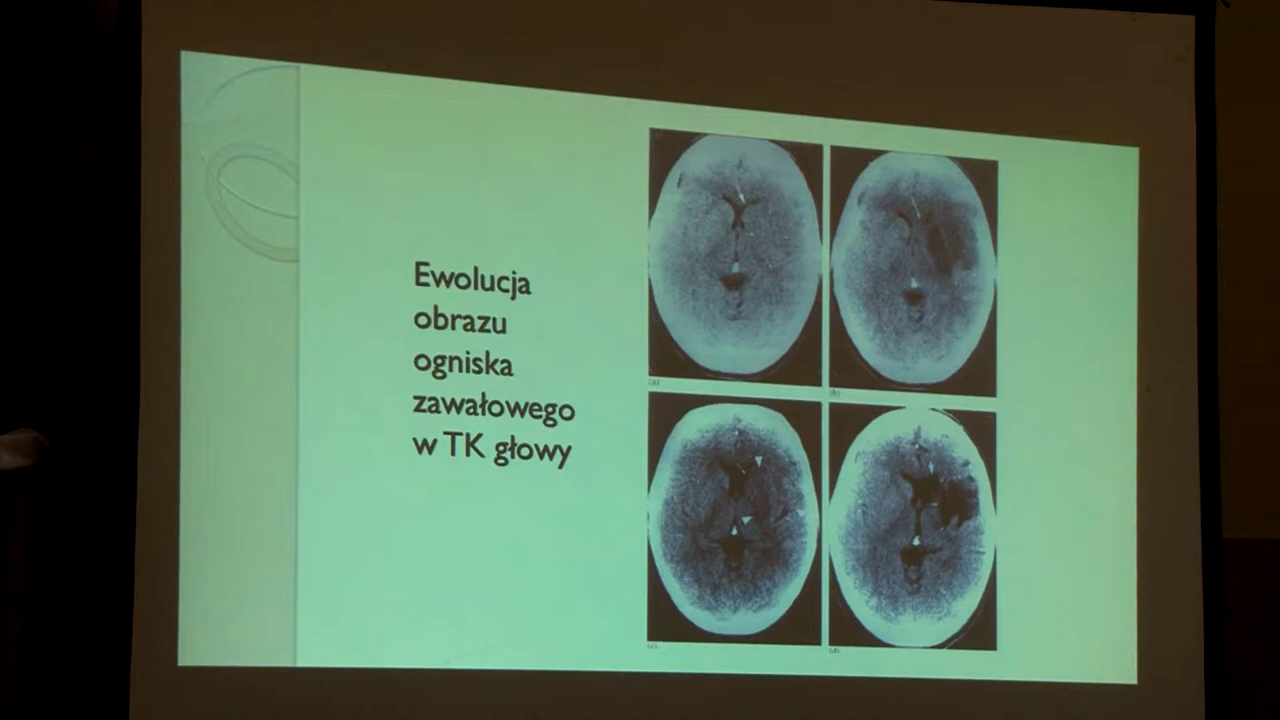 Ewolucja
obrazu
ogniska
zawałowego
w TK głowy
(a)
(b)